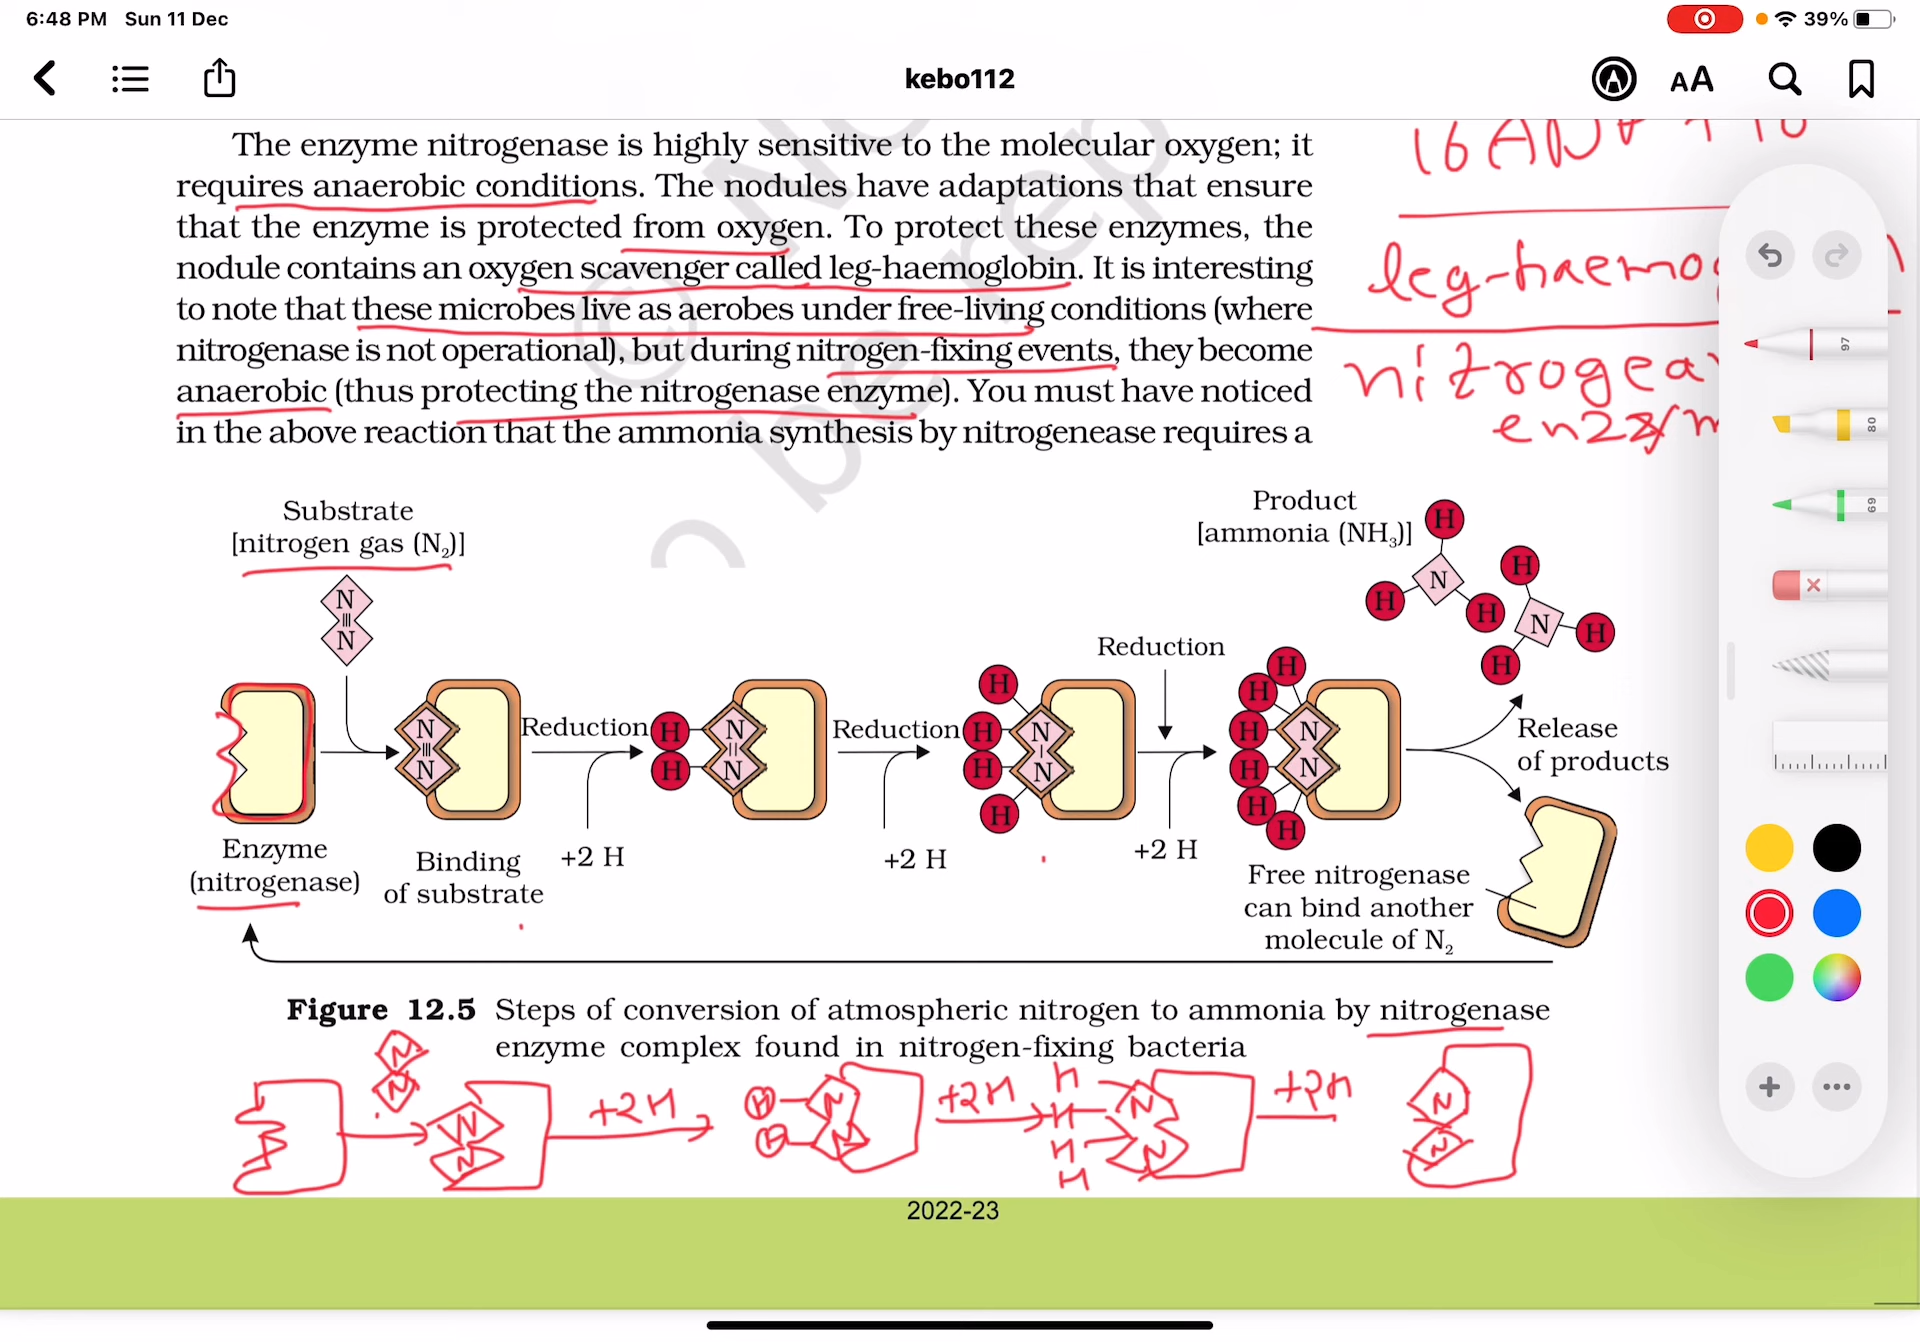 6:48 PM Sun 11 Dec
39%
kebo112
AA
The enzyme nitrogenase is highly sensitive to the molecular oxygen; it
requires anaerobic conditions. The nodules have adaptations that ensure
that the enzyme is protected from oxygen. To protect these enzymes, the
nodule contains an oxygen scavenger called leg-haemoglobin. It is interesting
to note that these microbes live as aerobes under free-living conditions (where
nitrogenase is not operational), but during nitrogen-fixing events, they become
anaerobic (thus protecting the nitrogenase enzyme). You must have noticed
in the above reaction that the ammonia synthesis by nitrogenease requires a
leg-haemo
97
80
69
Substrate
[nitrogen gas (N₂)]
N
N
Product
[ammonia (NH₃)]
H
N
H
H
H
N
H
H
Enzyme
(nitrogenase)
N
N
Binding
of substrate
Reduction
+2 H
H
H
N
N
Reduction
+2 H
H
H
H
H
N
N
Reduction
+2 H
H
H
H
H
H
H
N
N
Release
of products
Free nitrogenase
can bind another
molecule of N₂
Figure 12.5 Steps of conversion of atmospheric nitrogen to ammonia by nitrogenase
enzyme complex found in nitrogen-fixing bacteria
N
N
N
N
+2H
H
H
N
N
+2H
H
H
H
H
N
N
+2H
N
N
2022-23